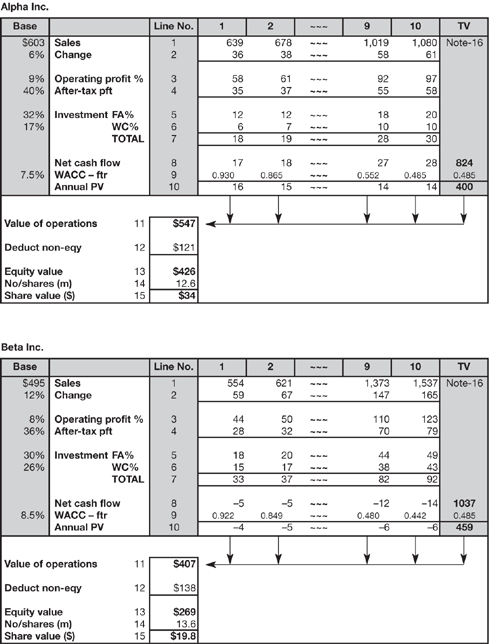 Alpha Inc.
Base Line No. 1 2 ~~~ 9 10 TV
$603 Sales 1 639 678 ~~~ 1,019 1,080 Note-16
6% Change 2 36 38 ~~~ 58 61
9% Operating profit % 3 58 61 ~~~ 92 97
40% After-tax pft 4 35 37 ~~~ 55 58
32% Investment FA% 5 12 12 ~~~ 18 20
17% WC% 6 6 7 ~~~ 10 10
TOTAL 7 18 19 ~~~ 28 30
Net cash flow 8 17 18 ~~~ 27 28 824
7.5% WACC – ftr 9 0.930 0.865 ~~~ 0.552 0.485 0.485
Annual PV 10 16 15 ~~~ 14 14 400
Value of operations 11 $547
Deduct non-eqy 12 $121
Equity value 13 $426
No/shares (m) 14 12.6
Share value ($) 15 $34
Beta Inc.
Base Line No. 1 2 ~~~ 9 10 TV
$495 Sales 1 554 621 ~~~ 1,373 1,537 Note-16
12% Change 2 59 67 ~~~ 147 165
8% Operating profit % 3 44 50 ~~~ 110 123
36% After-tax pft 4 28 32 ~~~ 70 79
30% Investment FA% 5 18 20 ~~~ 44 49
26% WC% 6 15 17 ~~~ 38 43
TOTAL 7 33 37 ~~~ 82 92
Net cash flow 8 –5 –5 ~~~ –12 –14 1037
8.5% WACC – ftr 9 0.922 0.849 ~~~ 0.480 0.442 0.485
Annual PV 10 –4 –5 ~~~ –6 –6 459
Value of operations 11 $407
Deduct non-eqy 12 $138
Equity value 13 $269
No/shares (m) 14 13.6
Share value ($) 15 $19.8